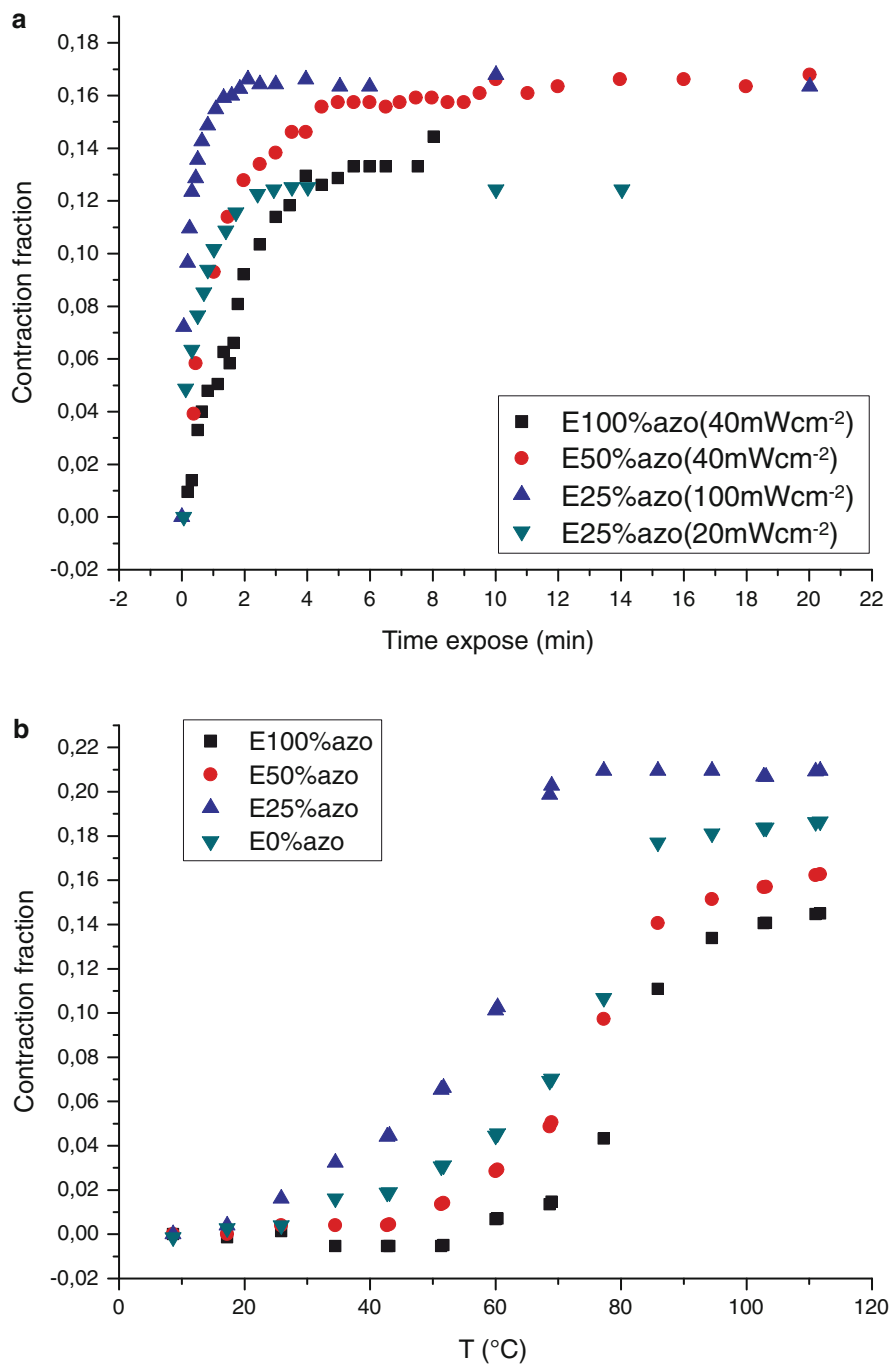 a
0,18
0,16
0,14
0,12
0,10
0,08
0,06
0,04
0,02
0,00
-0,02
Contraction fraction
E100%azo(40mWcm-2)
E50%azo(40mWcm-2)
E25%azo(100mWcm-2)
E25%azo(20mWcm-2)
-2 0 2 4 6 8 10 12 14 16 18 20 22
Time expose (min)
b
0,22
0,20
0,18
0,16
0,14
0,12
0,10
0,08
0,06
0,04
0,02
0,00
-0,02
Contraction fraction
E100%azo
E50%azo
E25%azo
E0%azo
0 20 40 60 80 100 120
T (°C)